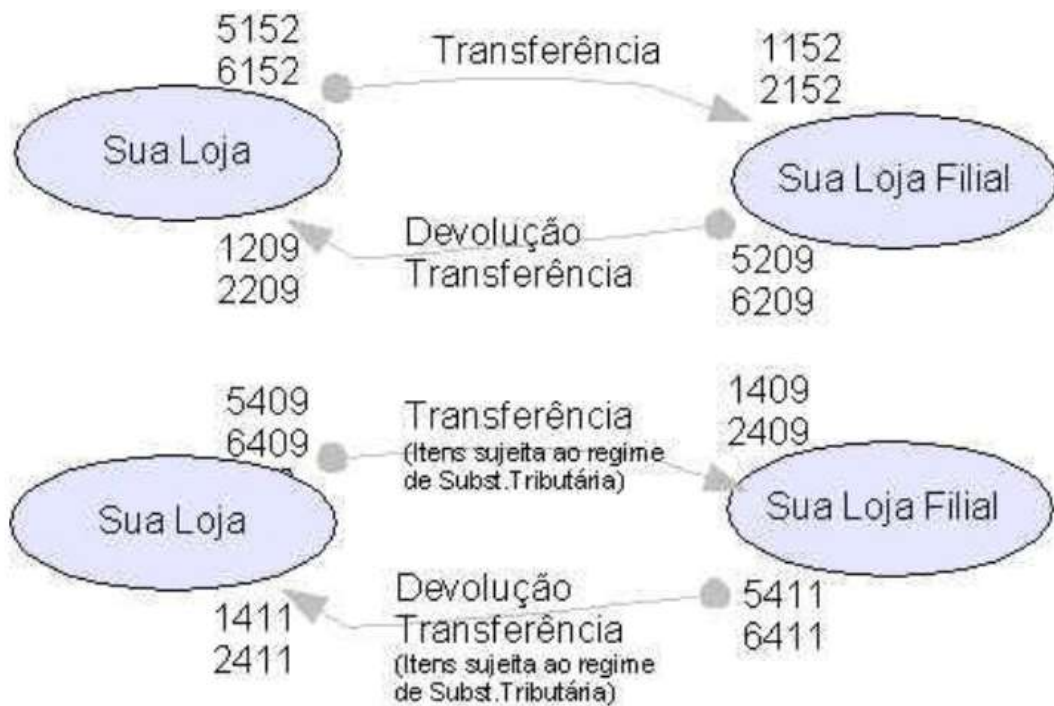 5152
6152
Transferência
1152
2152
Sua Loja
Sua Loja Filial
1209
2209
Devolução
Transferência
5209
6209
5409
6409
Transferência
(Itens sujeita ao regime
de Subst.Tributária)
1409
2409
Sua Loja
Sua Loja Filial
1411
2411
Devolução
Transferência
(Itens sujeita ao regime
de Subst.Tributária)
5411
6411